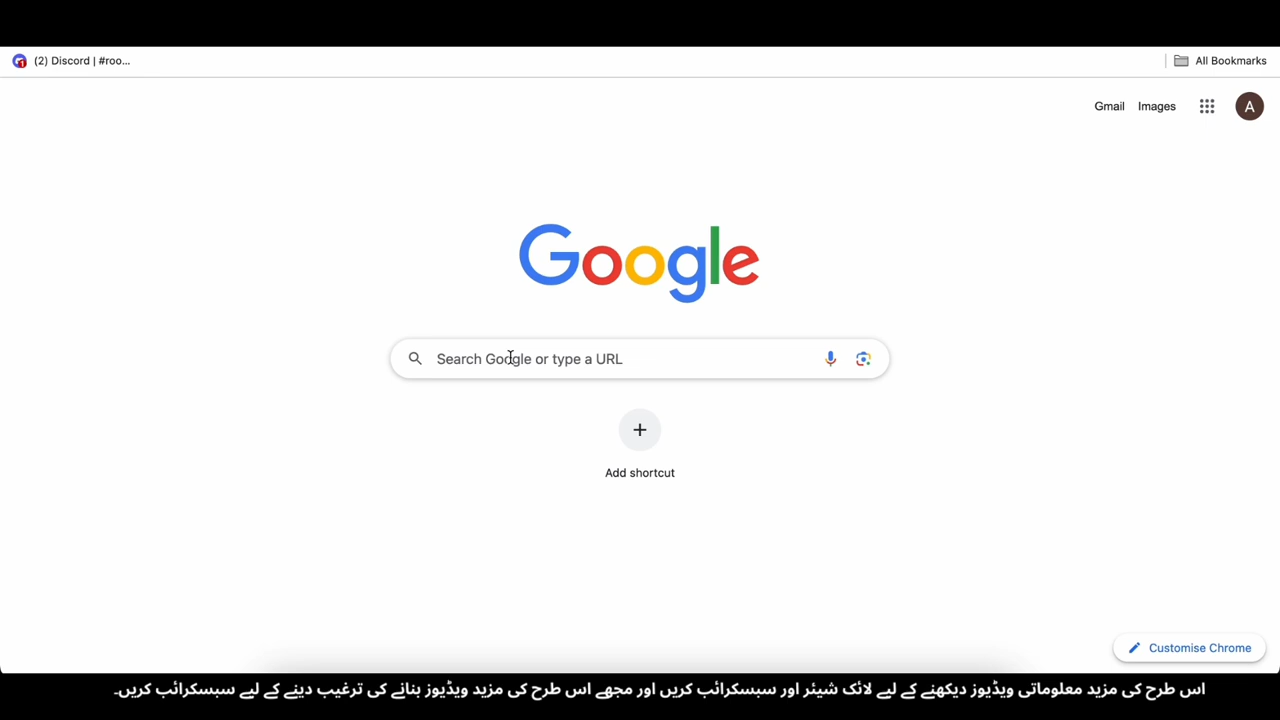 (2) Discord | #roo...
All Bookmarks
Gmail Images A
Google
Search Google or type a URL
Add shortcut
Customise Chrome
اس طرح کی مزید معلوماتی ویڈیوز دیکھنے کے لیے لائک شیئر اور سبسکرائب کریں اور مجھے اس طرح کی مزید ویڈیوز بنانے کی ترغیب دینے کے لیے سبسکرائب کریں۔